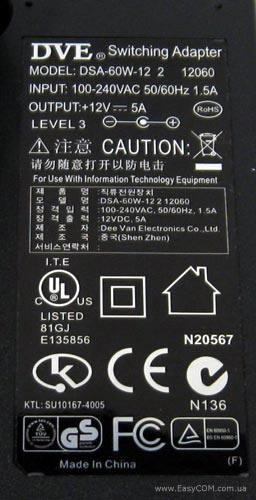 DVE® Switching Adapter
MODEL: DSA-60W-12 2 12060
INPUT: 100-240VAC 50/60Hz 1.5A
OUTPUT:+12V⎓5A
RoHS
LEVEL 3
注意 CAUTION:
请勿随意打开以防电击
For Use With Information Technology Equipment
제 품 명 :직류전원장치
모 델 명 :DSA-60W-12 2 12060
정격 입력 :100-240VAC, 50/60Hz, 1.5A
정격 출력 :12VDC, 5A
제 조 자 :Dee Van Electronics Co., Ltd.
제 조 국 :중국(Shen Zhen)
서비스연락처 :
I.T.E
C UL US
LISTED
81GJ
E135856
N20567
K
CE
N
KTL: SU10167-4005
N136
TÜV GS FC
Made In China
(F)
www.EasyCOM.com.ua